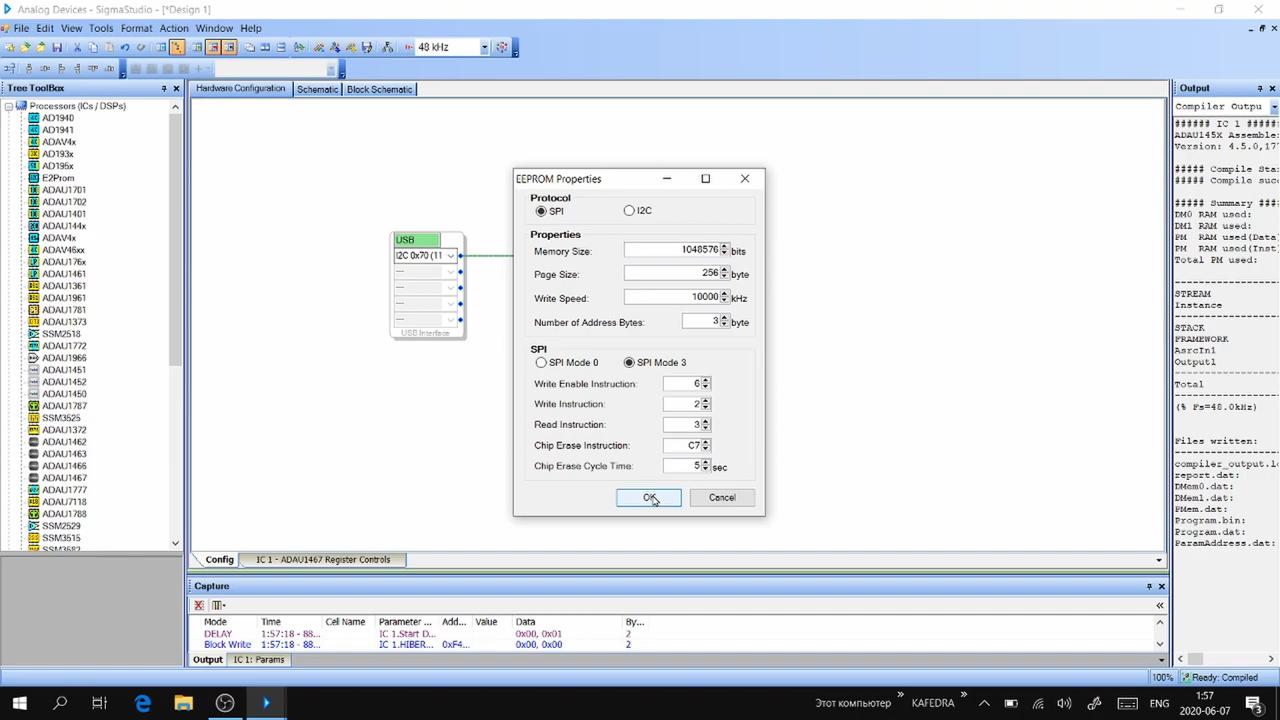 Analog Devices - SigmaStudio - [*Design 1]
File Edit View Tools Format Action Window Help
48 kHz
Tree ToolBox
Processors (ICs / DSPs)
AD1940
AD1941
ADAV4x
AD193x
AD196x
E2Prom
ADAU1701
ADAU1702
ADAU1401
ADAU144x
ADAV4x
ADAV46xx
ADAU176x
ADAU1461
ADAU1361
ADAU1961
ADAU1781
ADAU1373
SSM2518
ADAU1772
ADAU1966
ADAU1451
ADAU1452
ADAU1450
ADAU1787
SSM3525
ADAU1372
ADAU1462
ADAU1463
ADAU1466
ADAU1467
ADAU1777
ADAU7118
ADAU1788
SSM2529
SSM3515
SSM3582
Hardware Configuration Schematic Block Schematic
USB
I2C 0x70 (11
---
---
---
---
USB Interface
EEPROM Properties
Protocol
SPI I2C
Properties
Memory Size: 1048576 bits
Page Size: 256 byte
Write Speed: 10000 kHz
Number of Address Bytes: 3 byte
SPI
SPI Mode 0 SPI Mode 3
Write Enable Instruction: 6
Write Instruction: 2
Read Instruction: 3
Chip Erase Instruction: C7
Chip Erase Cycle Time: 5 sec
OK Cancel
Config IC 1 - ADAU1467 Register Controls
Capture
Mode Time Cell Name Parameter ... Add... Value Data By...
DELAY 1:57:18 - 88... IC 1.Start D... 0x00, 0x01 2
Block Write 1:57:18 - 88... IC 1.HIBER... 0xF4... 0x00, 0x00 2
Output IC 1: Params
Output
Compiler Outpu
###### IC 1 #####
ADAU145X Assemble
Version: 4.5.0,17
##### Compile Sta
##### Compile suc
##### Summary ##
DM0 RAM used:
DM1 RAM used:
PM RAM used(Data)
PM RAM used(Inst)
Total PM used:
-----------------
STREAM
Instance
-----------------
STACK
FRAMEWORK
AsrcIn1
Output1
-----------------
Total
-----------------
(% Fs=48.0kHz)
Files written:
-----------------
compiler_output.lo
report.dat:
DMem0.dat:
DMem1.dat:
PMem.dat:
Program.bin:
Program.dat:
ParamAddress.dat:
100% Ready: Compiled
Этот компьютер » KAFEDRA » ENG 1:57
2020-06-07 3